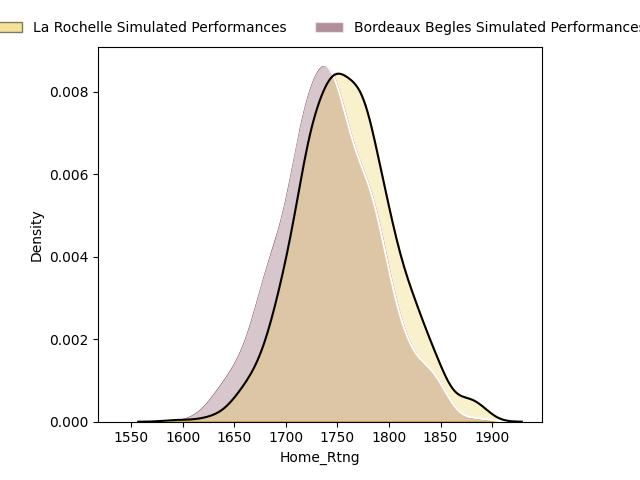 La Rochelle Simulated Performances
Bordeaux Begles Simulated Performances
0.008
0.006
0.004
0.002
0.000
Density
1550 1600 1650 1700 1750 1800 1850 1900
Home_Rtng